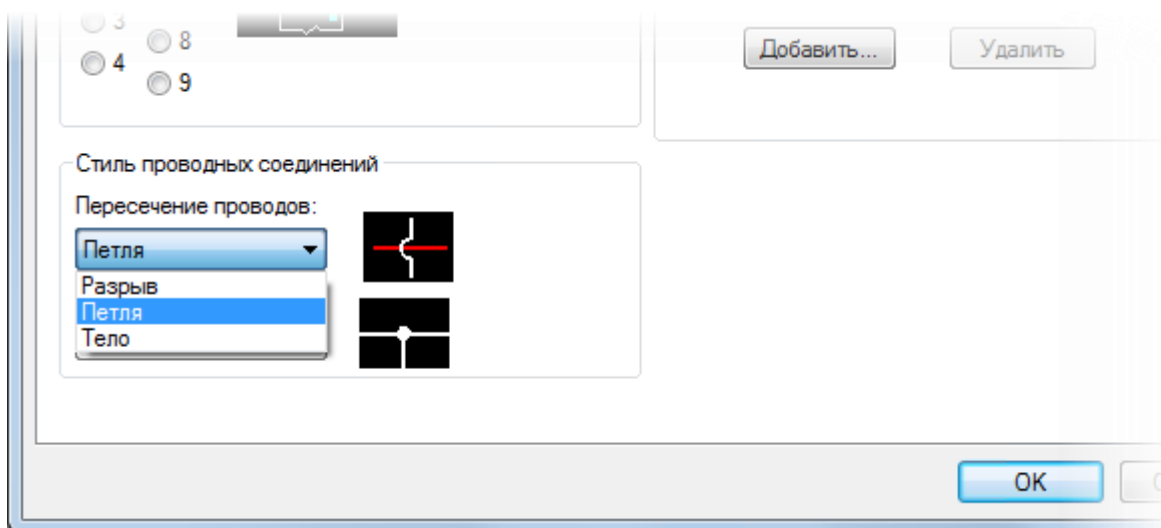 3
8
4
9
Добавить...
Удалить
Стиль проводных соединений
Пересечение проводов:
Петля
Разрыв
Петля
Тело
OK